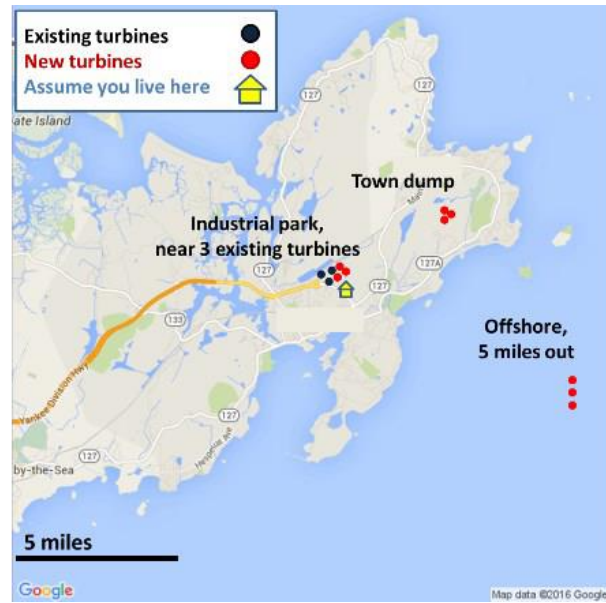 Existing turbines
New turbines
Assume you live here
ate Island
127
127
Town dump
Industrial park,
near 3 existing turbines
127
127A
127
133
Offshore,
5 miles out
Yankee Division Hwy
127
Hesperus Ave
by-the-Sea
127
5 miles
Google
Map data ©2016 Google